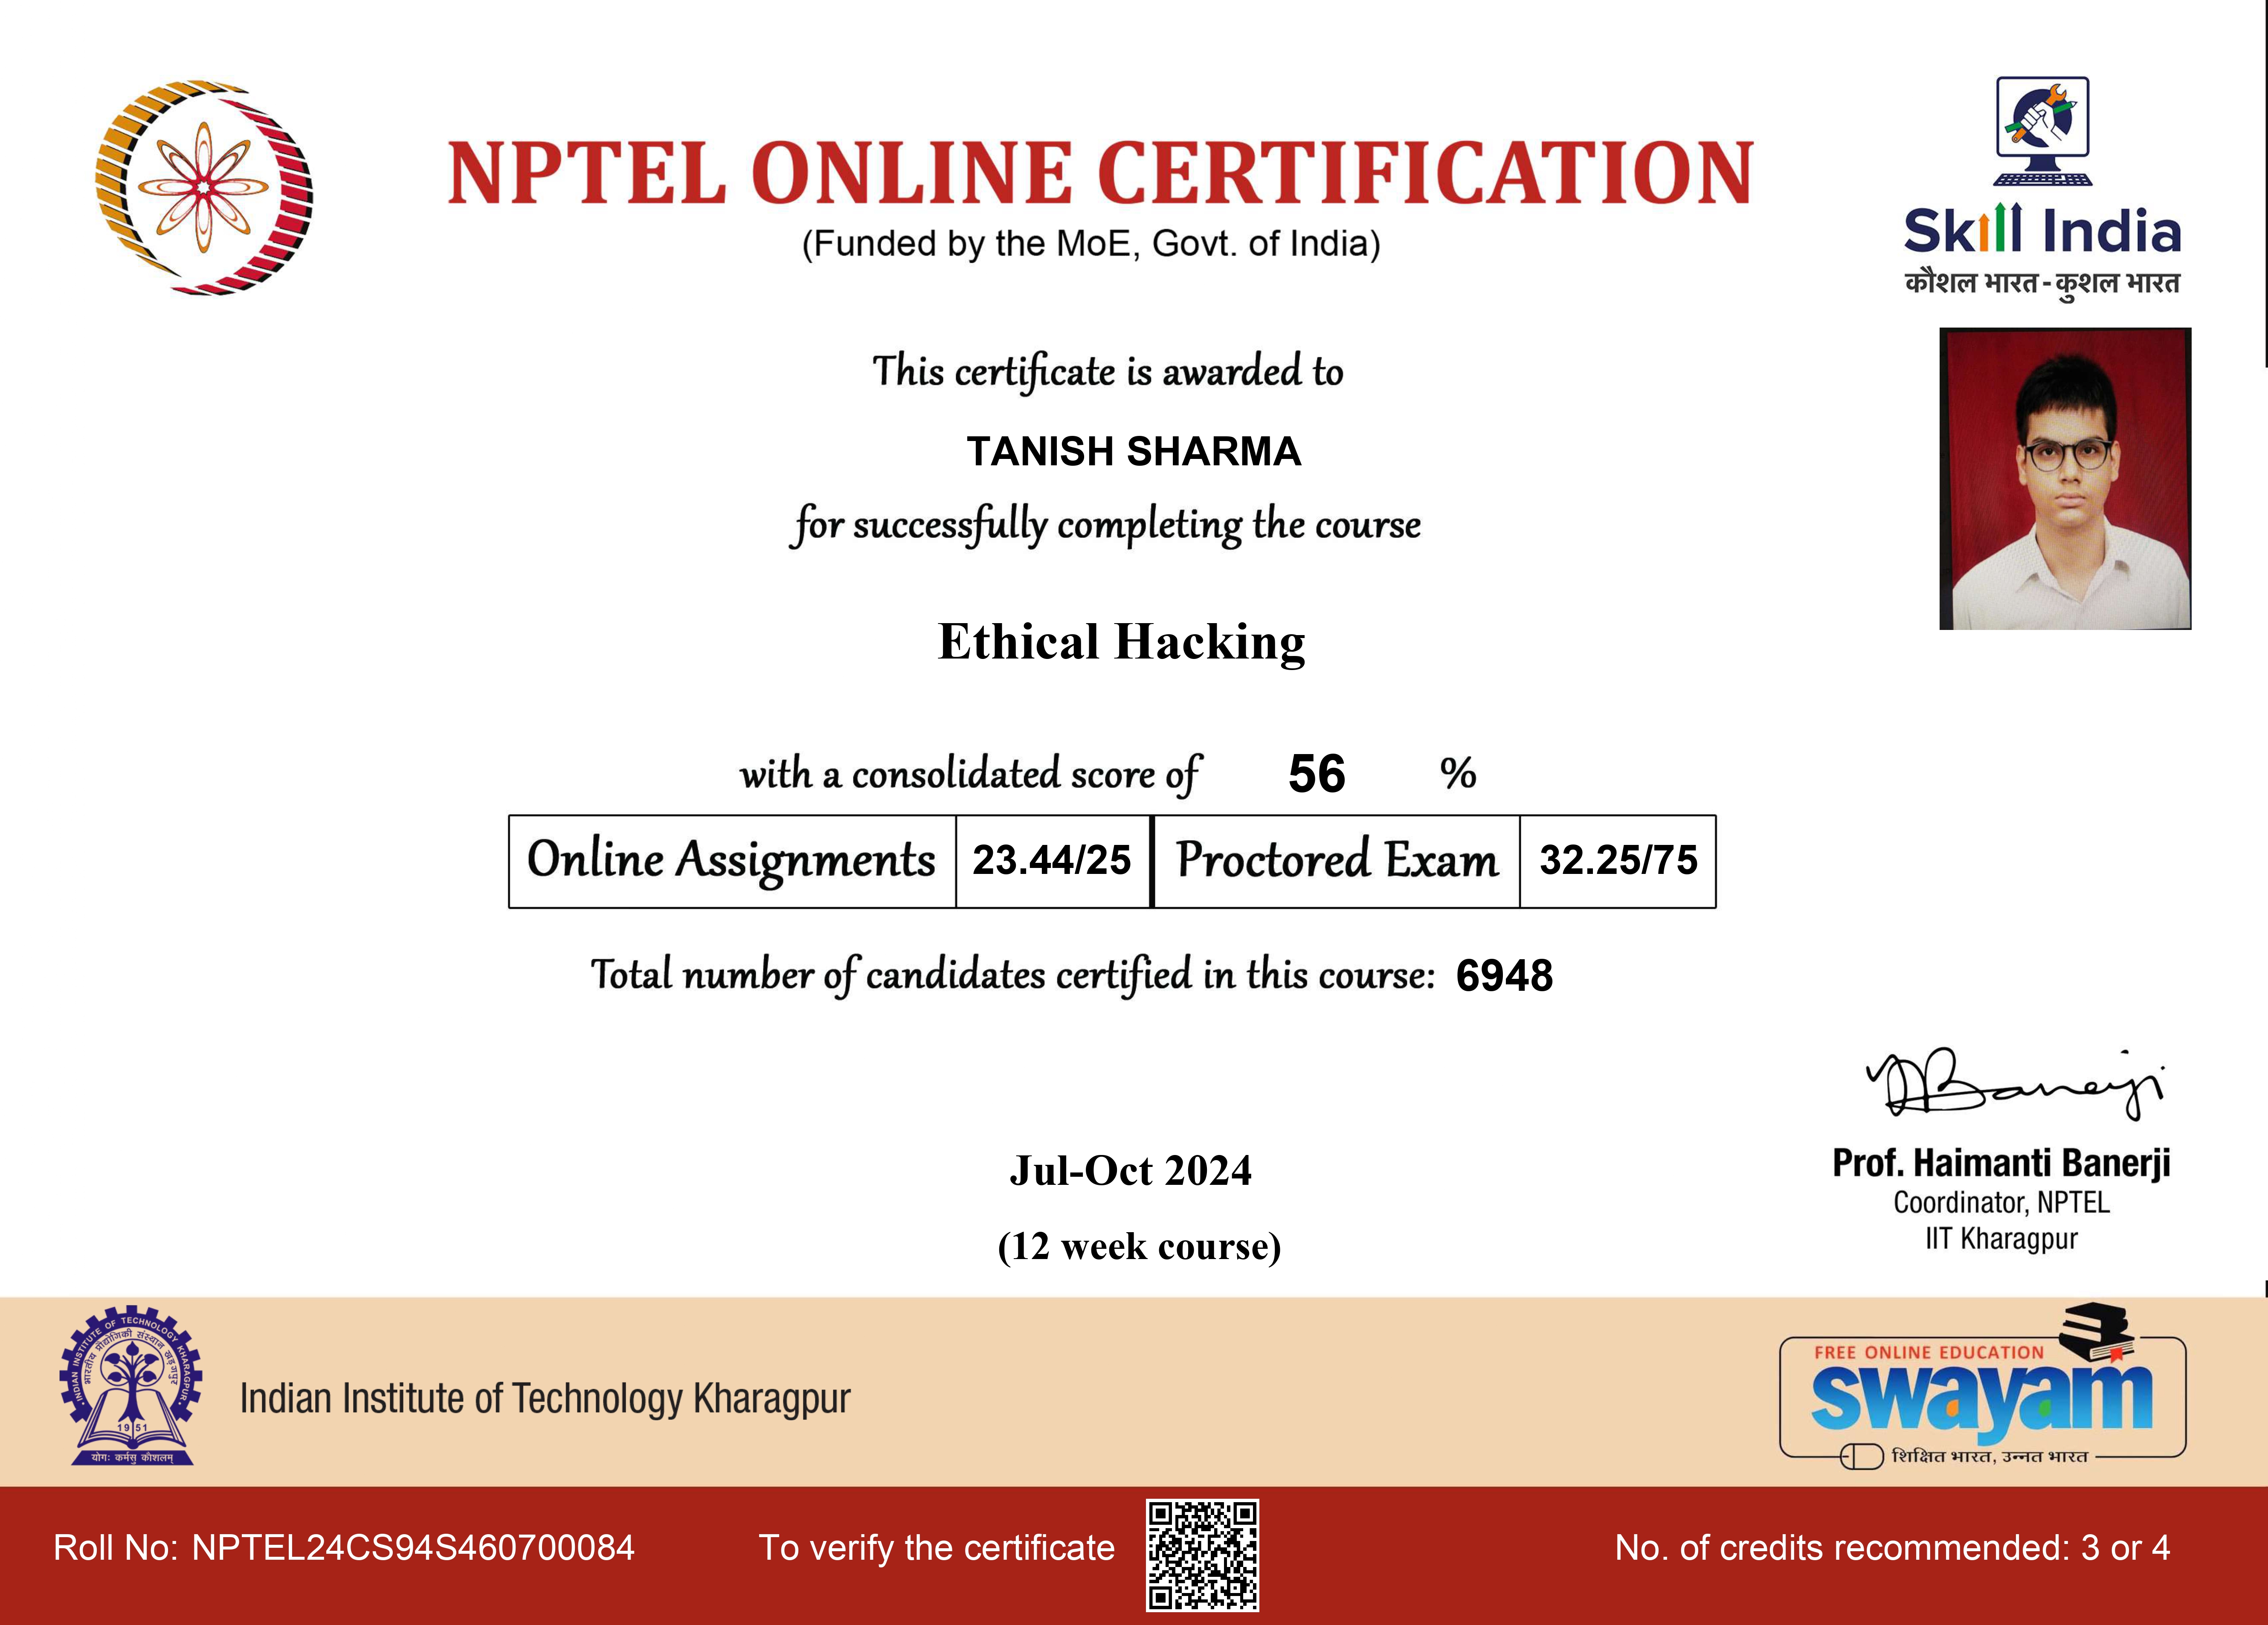 NPTEL ONLINE CERTIFICATION
(Funded by the MoE, Govt. of India)
Skill India
कौशल भारत - कुशल भारत
This certificate is awarded to
TANISH SHARMA
for successfully completing the course
Ethical Hacking
with a consolidated score of 56 %
Online Assignments 23.44/25 Proctored Exam 32.25/75
Total number of candidates certified in this course: 6948
Banerji
Prof. Haimanti Banerji
Coordinator, NPTEL
IIT Kharagpur
Jul-Oct 2024
(12 week course)
INDIAN INSTITUTE OF TECHNOLOGY KHARAGPUR
भारतीय प्रौद्योगिकी संस्थान खड़गपुर
1951
योगः कर्मसु कौशलम्
Indian Institute of Technology Kharagpur
FREE ONLINE EDUCATION
swayam
शिक्षित भारत, उन्नत भारत
Roll No: NPTEL24CS94S460700084
To verify the certificate
No. of credits recommended: 3 or 4